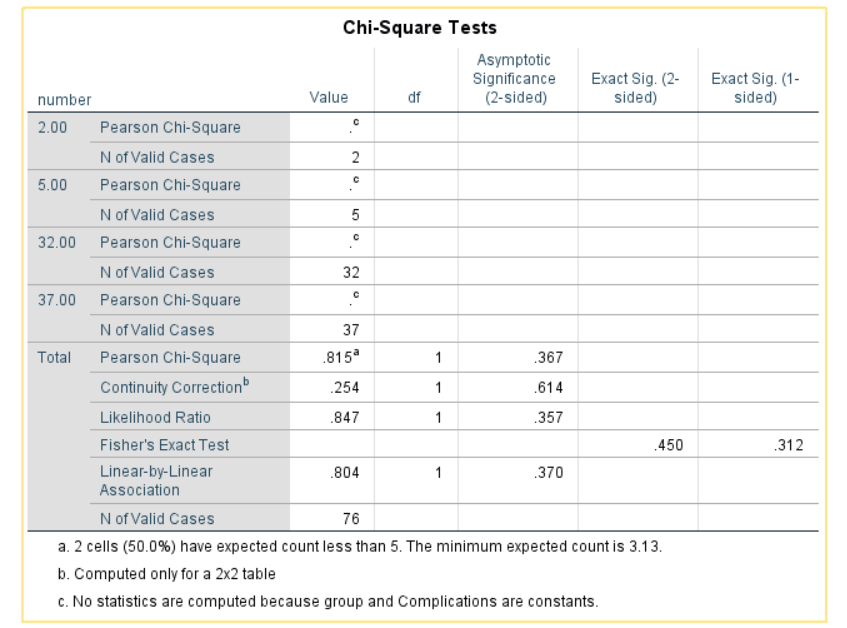 Chi-Square Tests
number Value df Asymptotic Significance (2-sided) Exact Sig. (2-sided) Exact Sig. (1-sided)
2.00 Pearson Chi-Square .c
N of Valid Cases 2
5.00 Pearson Chi-Square .c
N of Valid Cases 5
32.00 Pearson Chi-Square .c
N of Valid Cases 32
37.00 Pearson Chi-Square .c
N of Valid Cases 37
Total Pearson Chi-Square .815a 1 .367
Continuity Correctionb .254 1 .614
Likelihood Ratio .847 1 .357
Fisher's Exact Test .450 .312
Linear-by-Linear Association .804 1 .370
N of Valid Cases 76
a. 2 cells (50.0%) have expected count less than 5. The minimum expected count is 3.13.
b. Computed only for a 2x2 table
c. No statistics are computed because group and Complications are constants.